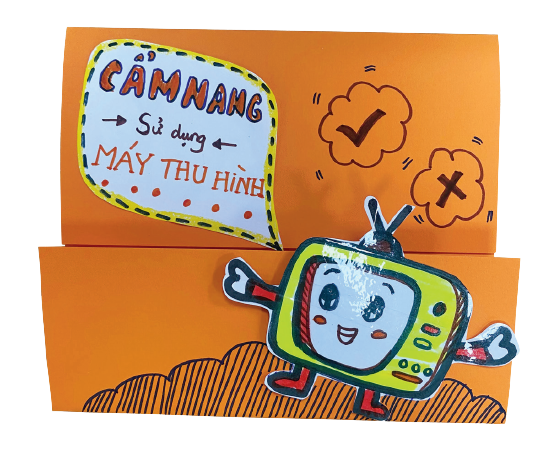 CẨM NANG
Sử dụng
MÁY THU HÌNH